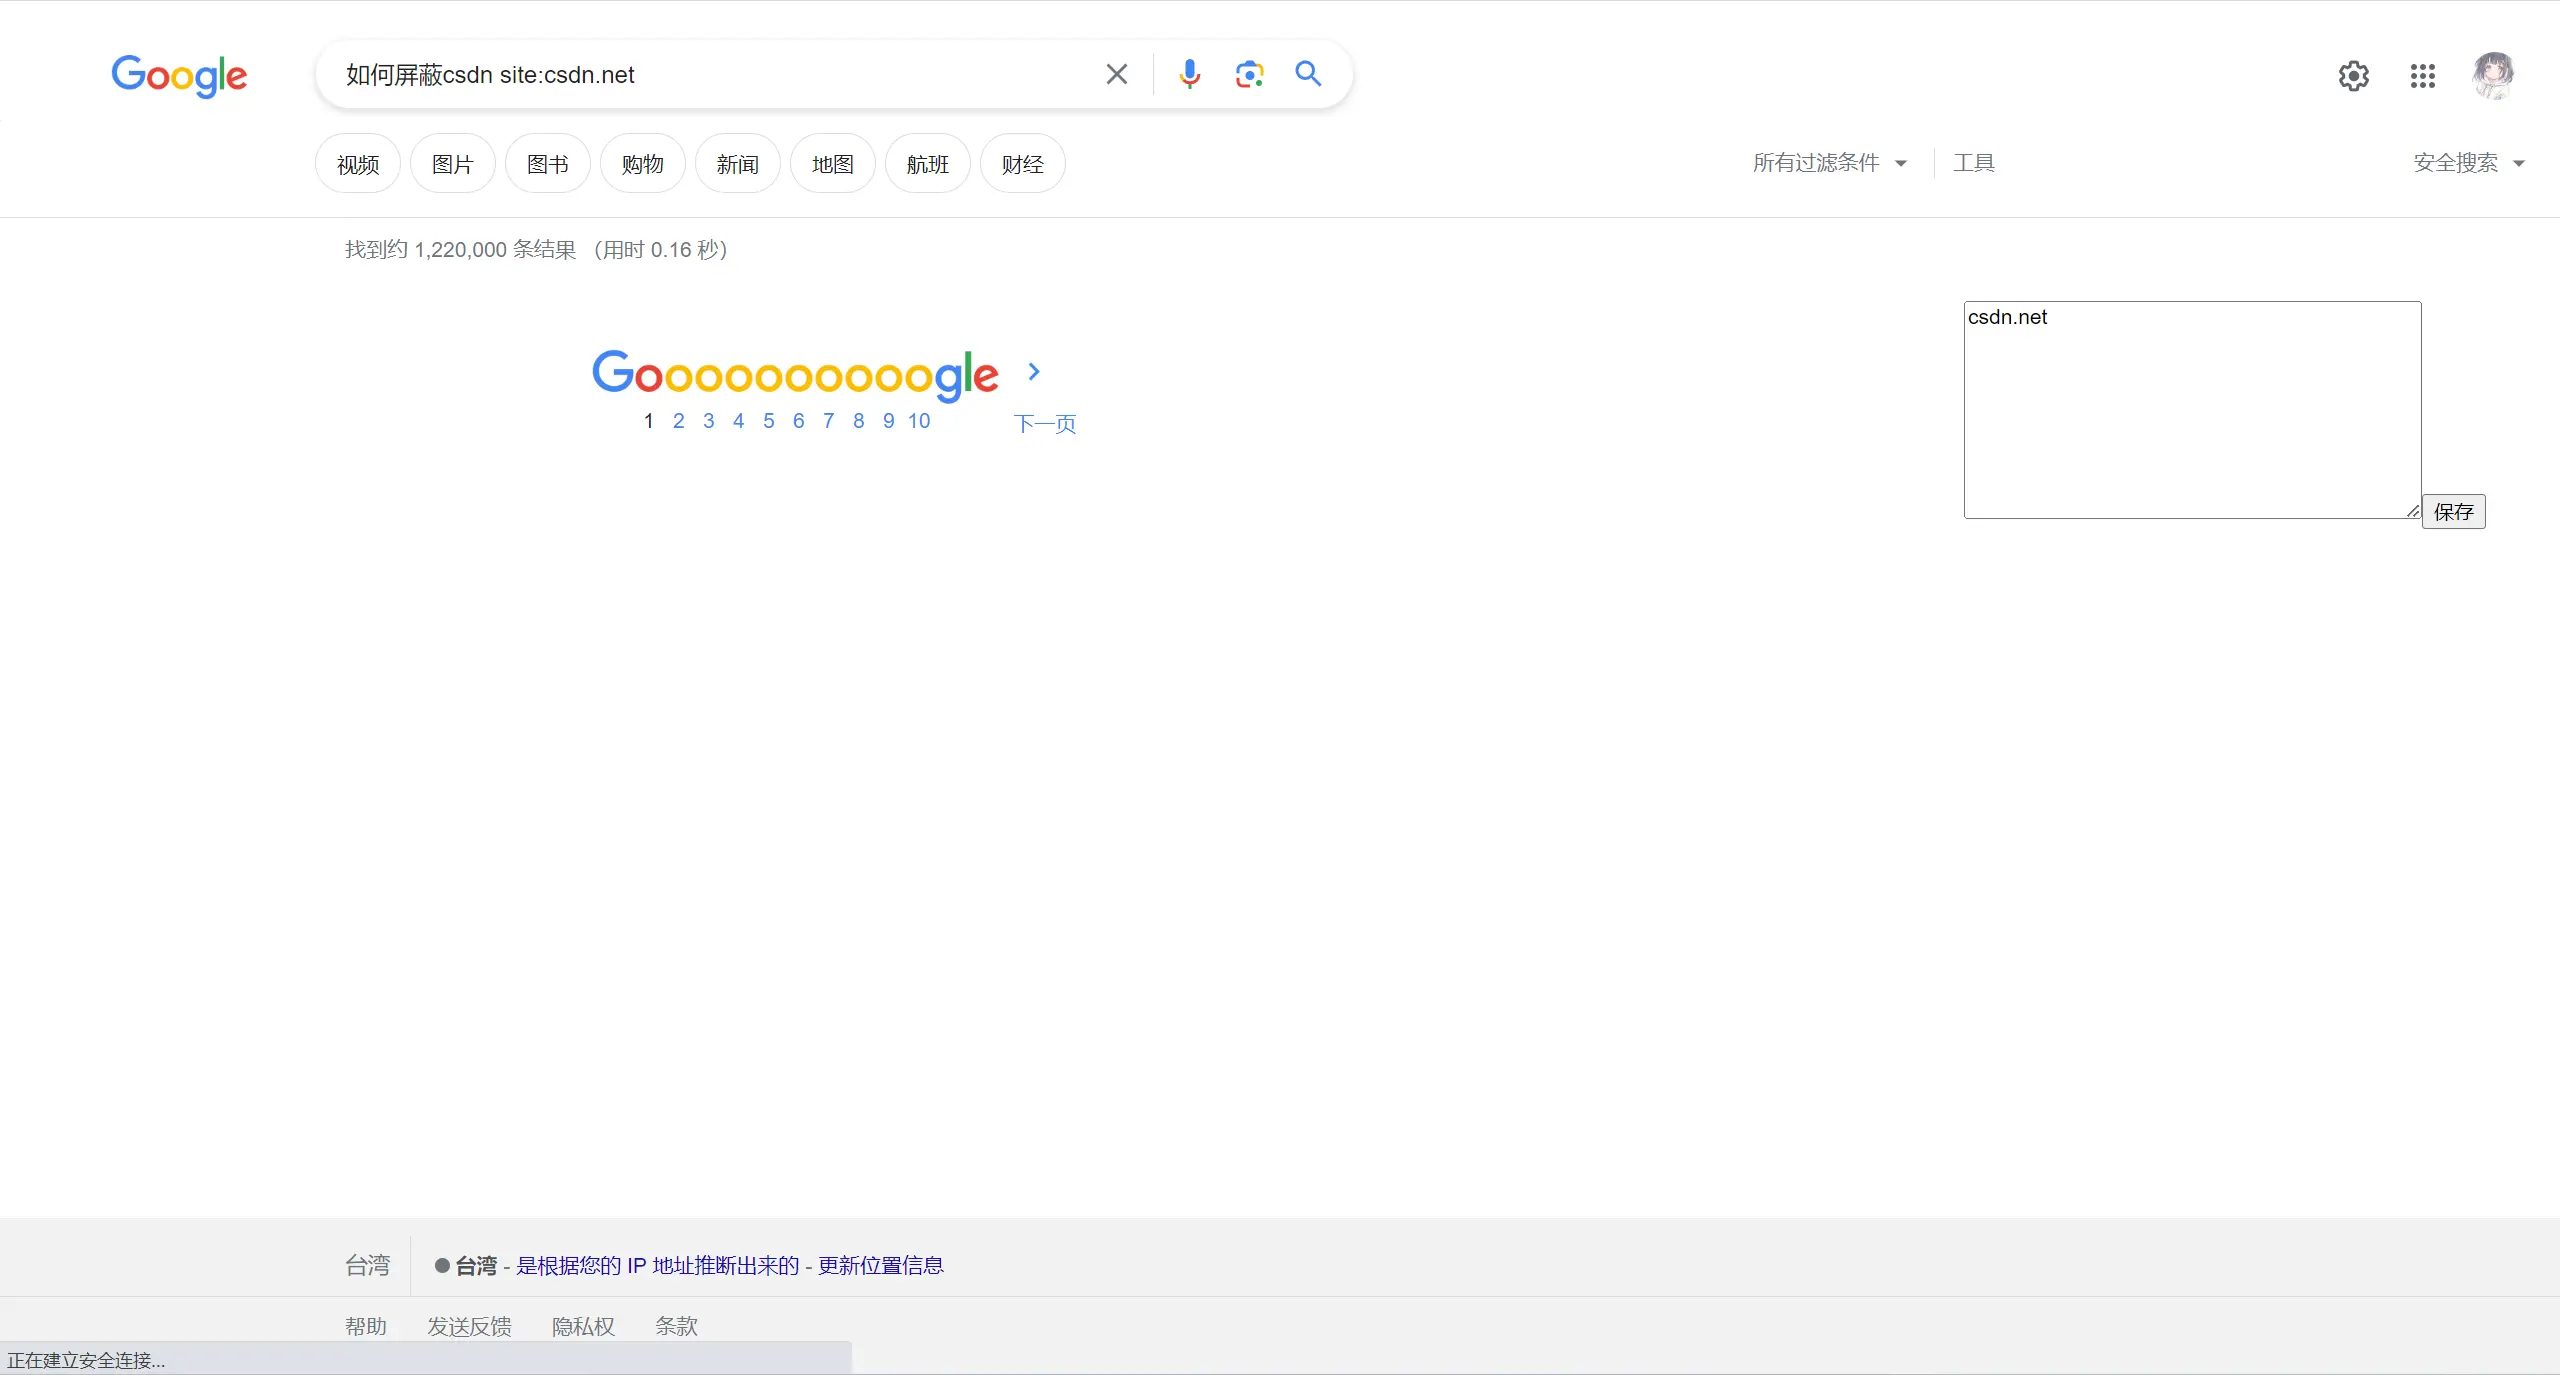 Google
如何屏蔽csdn site:csdn.net
视频 图片 图书 购物 新闻 地图 航班 财经 所有过滤条件 工具 安全搜索
找到约 1,220,000 条结果 （用时 0.16 秒）
csdn.net
保存
Goooooooooogle
1 2 3 4 5 6 7 8 9 10 下一页
台湾 台湾 - 是根据您的 IP 地址推断出来的 - 更新位置信息
帮助 发送反馈 隐私权 条款
正在建立安全连接...